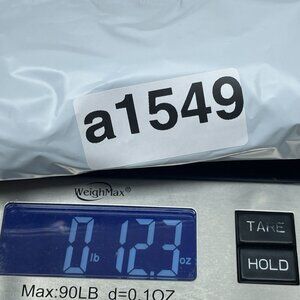 a1549
WeighMax®
0 lb 12.3 oz
TARE
HOLD
Max:90LB d=0.1OZ